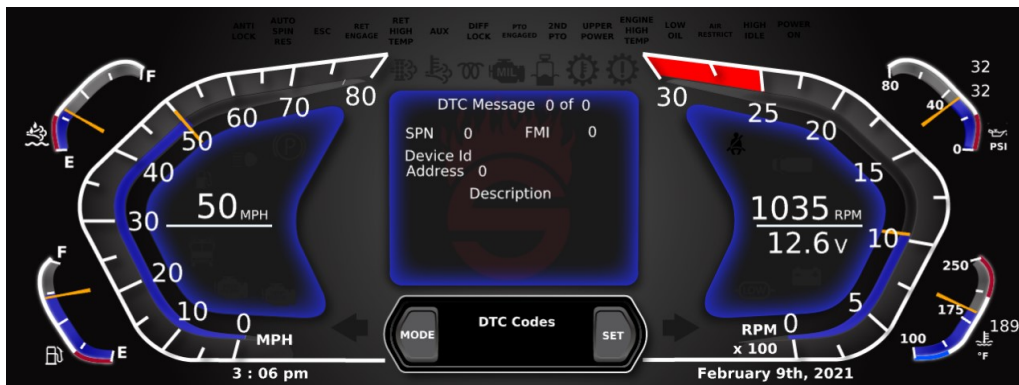 ANTI LOCK
AUTO SPIN RES
ESC
RET ENGAGE
RET HIGH TEMP
AUX
DIFF LOCK
PTO ENGAGED
2ND PTO
UPPER POWER
ENGINE HIGH TEMP
LOW OIL
AIR RESTRICT
HIGH IDLE
POWER ON
MIL
F
E
F
E
0
10
20
30
40
50
60
70
80
MPH
50 MPH
DTC Message 0 of 0
SPN 0 FMI 0
Device Id
Address 0
Description
MODE
DTC Codes
SET
30
25
20
15
10
5
0
RPM
x 100
1035 RPM
12.6 V
80
40
0
32
32
PSI
250
175
100
189
°F
3 : 06 pm
February 9th, 2021